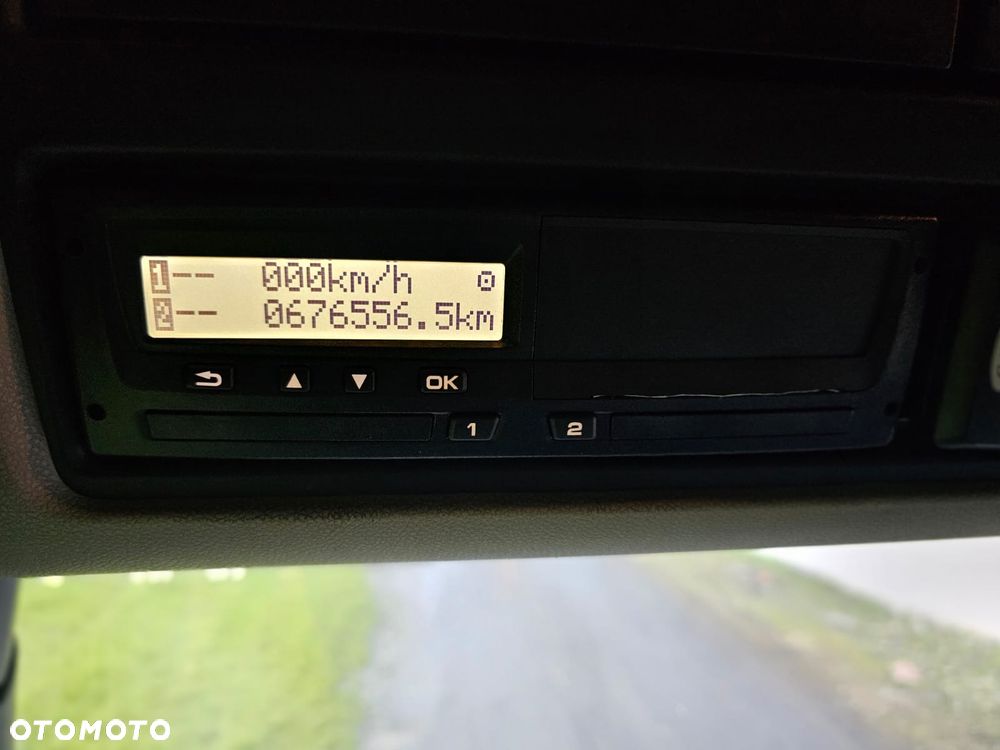 1-- 000km/h
2-- 0676556.5km
OK
1 2
OTOMOTO